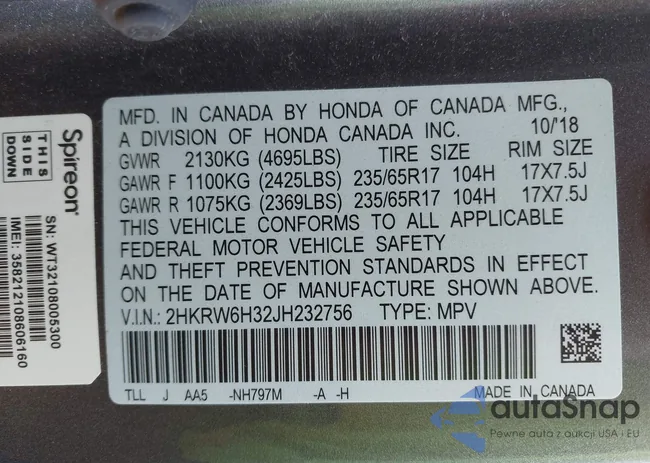 MFD. IN CANADA BY HONDA OF CANADA MFG.,
A DIVISION OF HONDA CANADA INC. 10/'18
GVWR 2130KG (4695LBS) TIRE SIZE RIM SIZE
GAWR F 1100KG (2425LBS) 235/65R17 104H 17X7.5J
GAWR R 1075KG (2369LBS) 235/65R17 104H 17X7.5J
THIS VEHICLE CONFORMS TO ALL APPLICABLE
FEDERAL MOTOR VEHICLE SAFETY
AND THEFT PREVENTION STANDARDS IN EFFECT
ON THE DATE OF MANUFACTURE SHOWN ABOVE.
V.I.N.: 2HKRW6H32JH232756 TYPE: MPV
TLL J AA5 -NH797M -A -H MADE IN CANADA
Spireon
THIS
SIDE
DOWN
SN: WT32108005300
IMEI: 358212108606160
autoSnap
Pewne auta z aukcji USA i EU